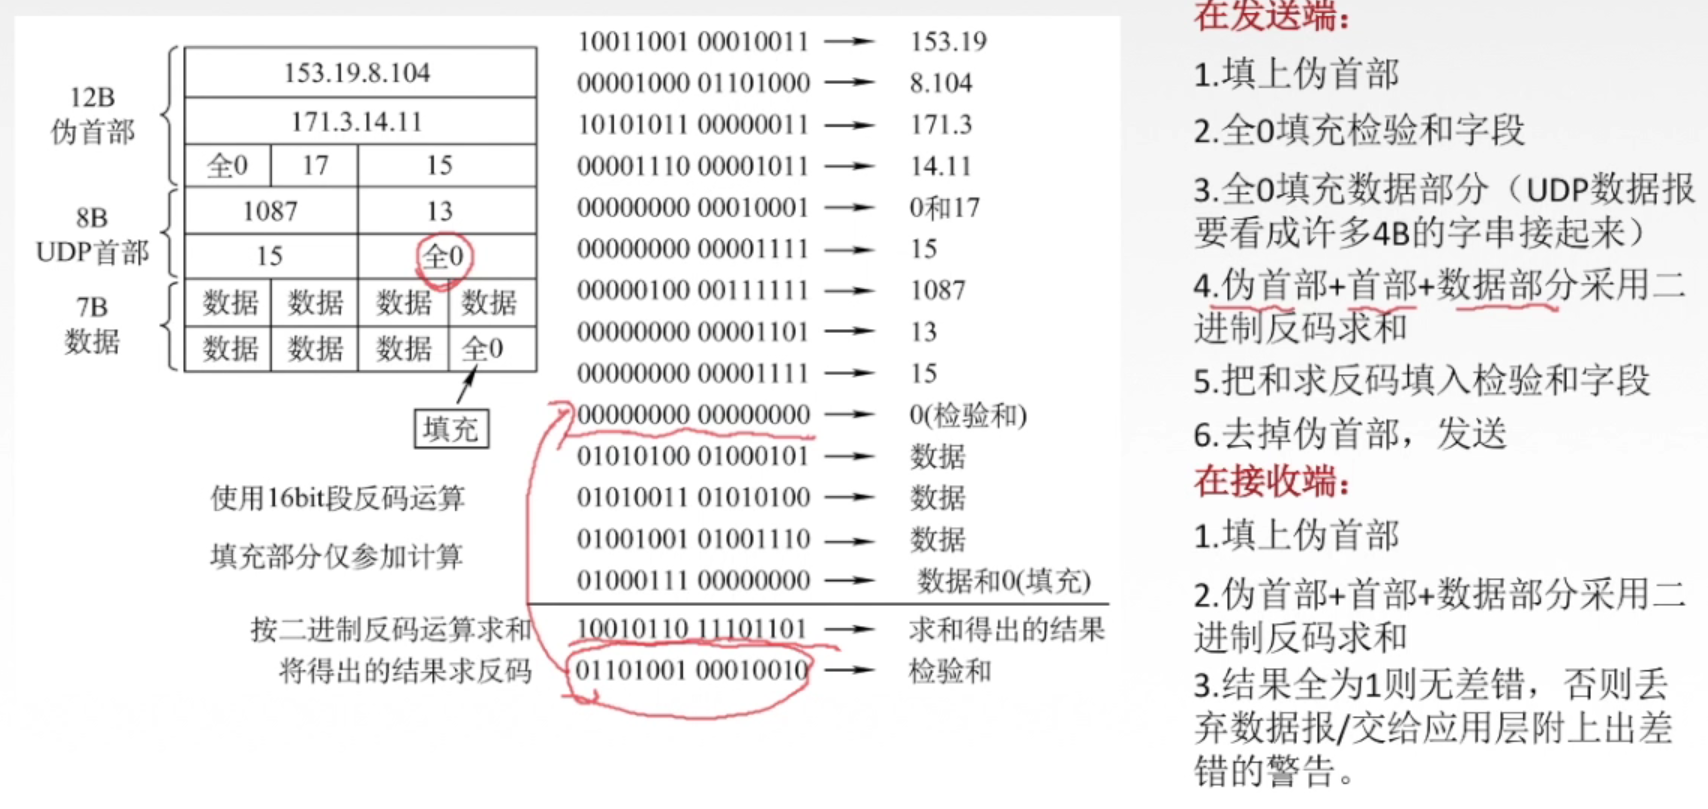 12B
伪首部
153.19.8.104
171.3.14.11
全0 17 15
8B
UDP首部
1087 13
15 全0
7B
数据
数据 数据 数据 数据
数据 数据 数据 全0
填充
使用16bit段反码运算
填充部分仅参加计算
10011001 00010011 → 153.19
00001000 01101000 → 8.104
10101011 00000011 → 171.3
00001110 00001011 → 14.11
00000000 00010001 → 0和17
00000000 00001111 → 15
00000100 00111111 → 1087
00000000 00001101 → 13
00000000 00001111 → 15
00000000 00000000 → 0(检验和)
01010100 01000101 → 数据
01010011 01010100 → 数据
01001001 01001110 → 数据
01000111 00000000 → 数据和0(填充)
按二进制反码运算求和 10010110 11101101 → 求和得出的结果
将得出的结果求反码 01101001 00010010 → 检验和
在发送端：
1.填上伪首部
2.全0填充检验和字段
3.全0填充数据部分（UDP数据报
要看成许多4B的字串接起来）
4.伪首部+首部+数据部分采用二
进制反码求和
5.把和求反码填入检验和字段
6.去掉伪首部，发送
在接收端：
1.填上伪首部
2.伪首部+首部+数据部分采用二
进制反码求和
3.结果全为1则无差错，否则丢
弃数据报/交给应用层附上出差
错的警告。